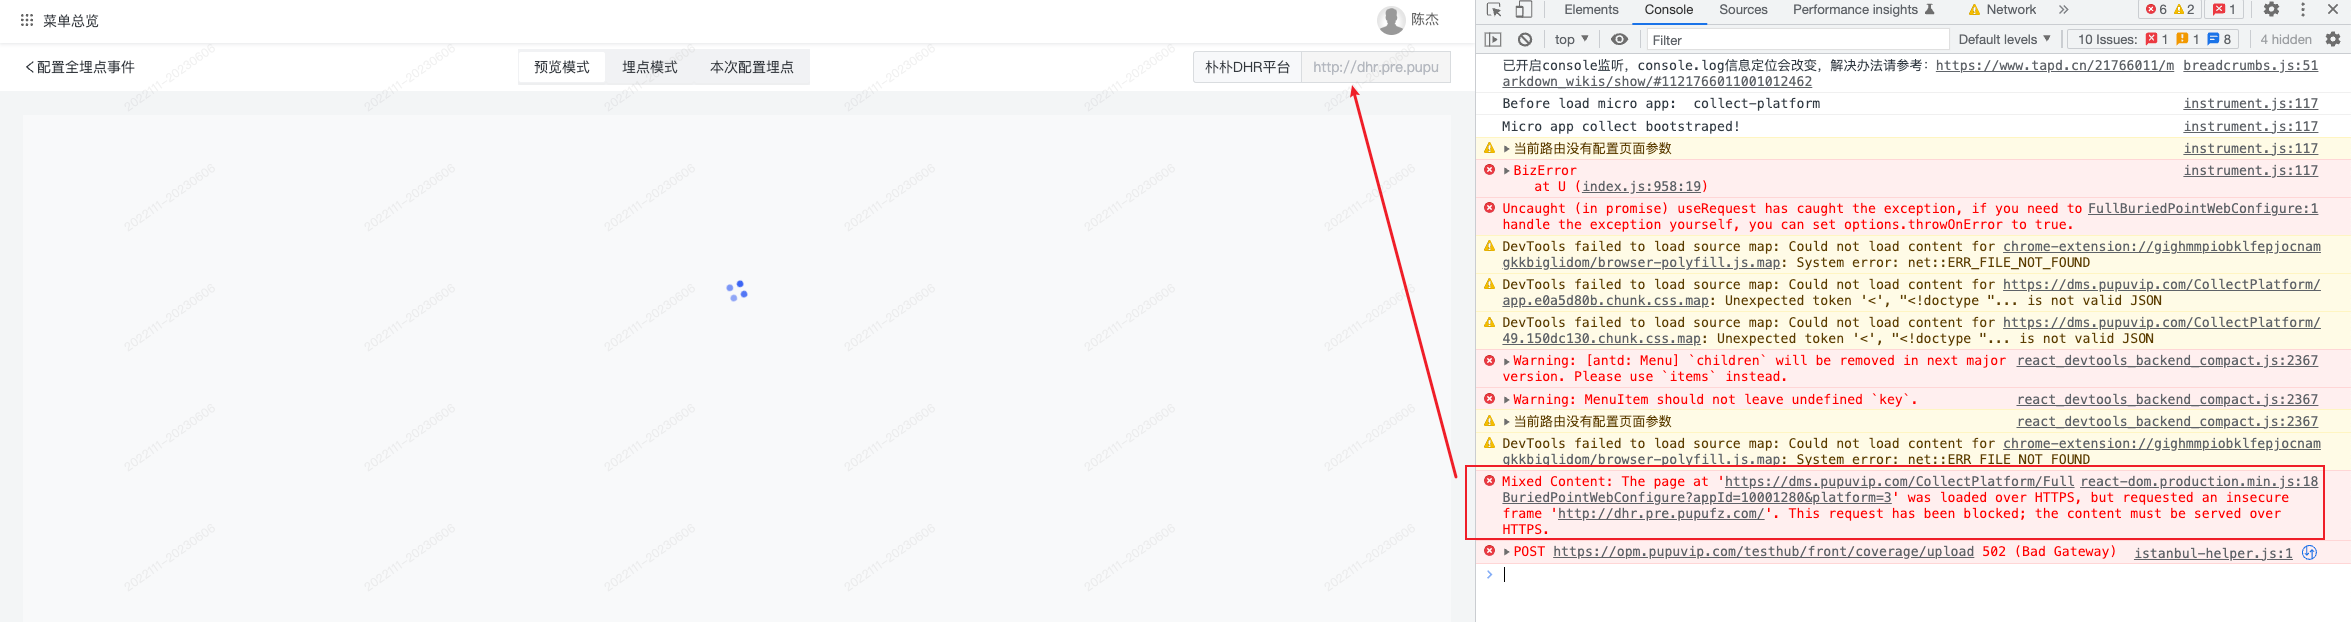 菜单总览
陈杰
配置全埋点事件
预览模式 埋点模式 本次配置埋点
朴朴DHR平台 http://dhr.pre.pupu
Elements Console Sources Performance insights Network 6 2 1
top Filter Default levels 10 Issues: 1 1 8 4 hidden
已开启console监听，console.log信息定位会改变，解决办法请参考：https://www.tapd.cn/21766011/m breadcrumbs.js:51
arkdown_wikis/show/#1121766011001012462
Before load micro app: collect-platform instrument.js:117
Micro app collect bootstraped! instrument.js:117
当前路由没有配置页面参数 instrument.js:117
BizError instrument.js:117
at U (index.js:958:19)
Uncaught (in promise) useRequest has caught the exception, if you need to FullBuriedPointWebConfigure:1
handle the exception yourself, you can set options.throwOnError to true.
DevTools failed to load source map: Could not load content for chrome-extension://gighmmpiobklfepjocnam
gkkbiglidom/browser-polyfill.js.map: System error: net::ERR_FILE_NOT_FOUND
DevTools failed to load source map: Could not load content for https://dms.pupuvip.com/CollectPlatform/
app.e0a5d80b.chunk.css.map: Unexpected token '<', "<!doctype "... is not valid JSON
DevTools failed to load source map: Could not load content for https://dms.pupuvip.com/CollectPlatform/
49.150dc130.chunk.css.map: Unexpected token '<', "<!doctype "... is not valid JSON
Warning: [antd: Menu] `children` will be removed in next major react_devtools_backend_compact.js:2367
version. Please use `items` instead.
Warning: MenuItem should not leave undefined `key`. react_devtools_backend_compact.js:2367
当前路由没有配置页面参数 react_devtools_backend_compact.js:2367
DevTools failed to load source map: Could not load content for chrome-extension://gighmmpiobklfepjocnam
gkkbiglidom/browser-polyfill.js.map: System error: net::ERR_FILE_NOT_FOUND
Mixed Content: The page at 'https://dms.pupuvip.com/CollectPlatform/Full react-dom.production.min.js:18
BuriedPointWebConfigure?appId=10001280&platform=3' was loaded over HTTPS, but requested an insecure
frame 'http://dhr.pre.pupufz.com/'. This request has been blocked; the content must be served over
HTTPS.
POST https://opm.pupuvip.com/testhub/front/coverage/upload 502 (Bad Gateway) istanbul-helper.js:1